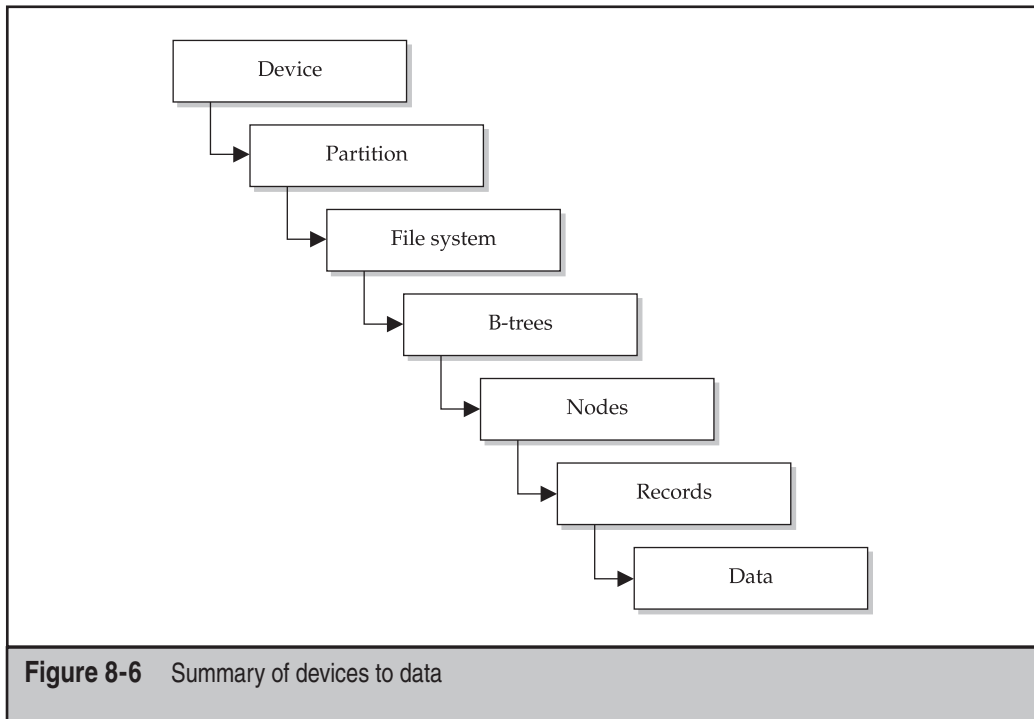 Device
Partition
File system
B-trees
Nodes
Records
Data
Figure 8-6 Summary of devices to data